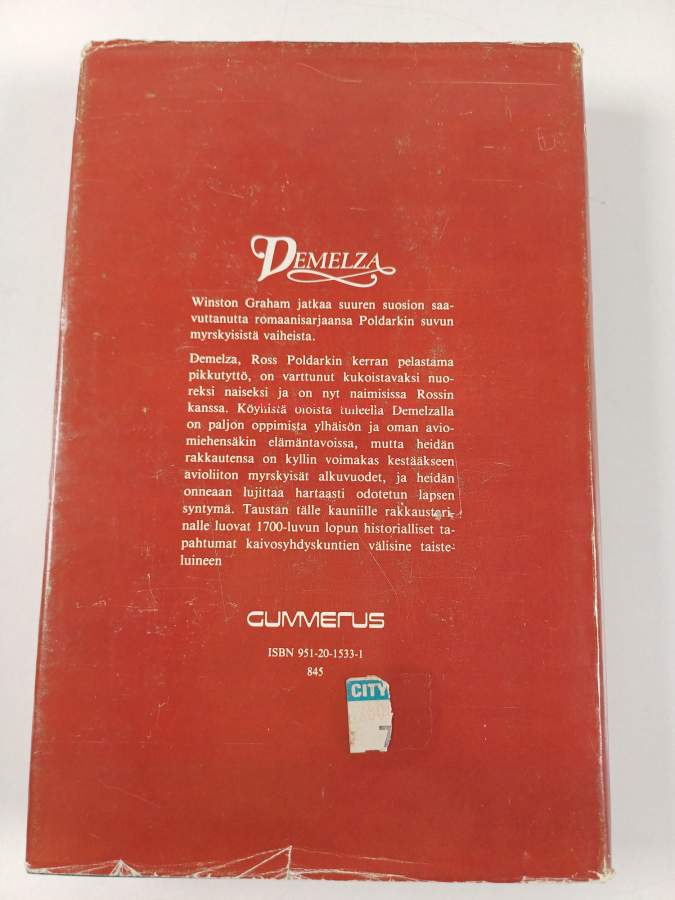 DEMELZA
Winston Graham jatkaa suuren suosion saa-
vuttanutta romaanisarjaansa Poldarkin suvun
myrskyisistä vaiheista.
Demelza, Ross Poldarkin kerran pelastama
pikkutyttö, on varttunut kukoistavaksi nuo-
reksi naiseksi ja on nyt naimisissa Rossin
kanssa. Köyhistä oloista tulleella Demelzalla
on paljon oppimista ylhäisön ja oman avio-
miehensäkin elämäntavoissa, mutta heidän
rakkautensa on kyllin voimakas kestääkseen
avioliiton myrskyisät alkuvuodet, ja heidän
onneaan lujittaa hartaasti odotetun lapsen
syntymä. Taustan tälle kauniille rakkaustari-
nalle luovat 1700-luvun lopun historialliset ta-
pahtumat kaivosyhdyskuntien välisine taiste-
luineen
GUMMERUS
ISBN 951-20-1533-1
845
CITY
7